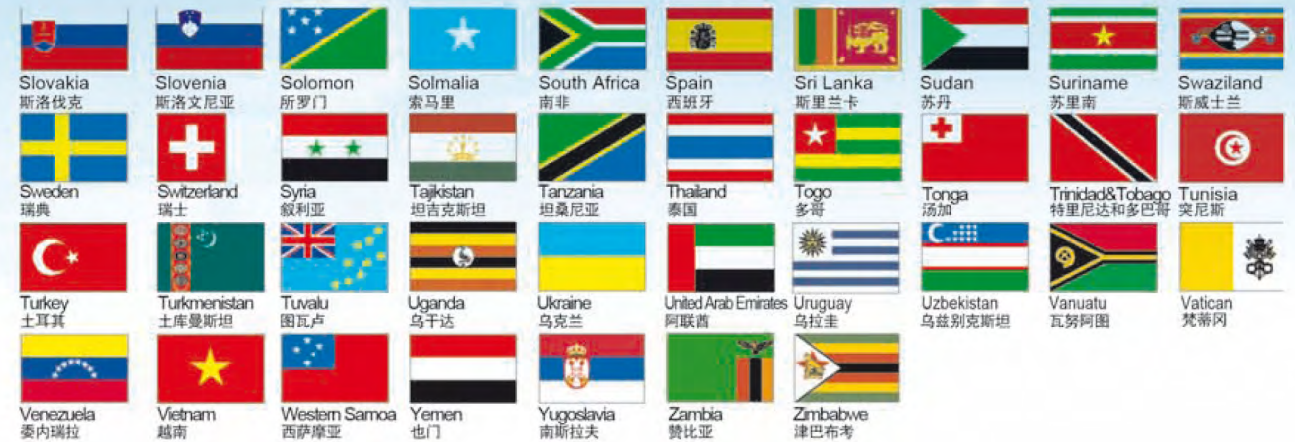 Slovakia Slovenia Solomon Solmalia South Africa Spain Sri Lanka Sudan Suriname Swaziland
斯洛伐克 斯洛文尼亚 所罗门 索马里 南非 西班牙 斯里兰卡 苏丹 苏里南 斯威士兰
Sweden Switzerland Syria Tajikistan Tanzania Thailand Togo Tonga Trinidad&Tobago Tunisia
瑞典 瑞士 叙利亚 坦吉克斯坦 坦桑尼亚 泰国 多哥 汤加 特里尼达和多巴哥 突尼斯
Turkey Turkmenistan Tuvalu Uganda Ukraine United Arab Emirates Uruguay Uzbekistan Vanuatu Vatican
土耳其 土库曼斯坦 图瓦卢 乌干达 乌克兰 阿联酋 乌拉圭 乌兹别克斯坦 瓦努阿图 梵蒂冈
Venezuela Vietnam Western Samoa Yemen Yugoslavia Zambia Zimbabwe
委内瑞拉 越南 西萨摩亚 也门 南斯拉夫 赞比亚 津巴布考